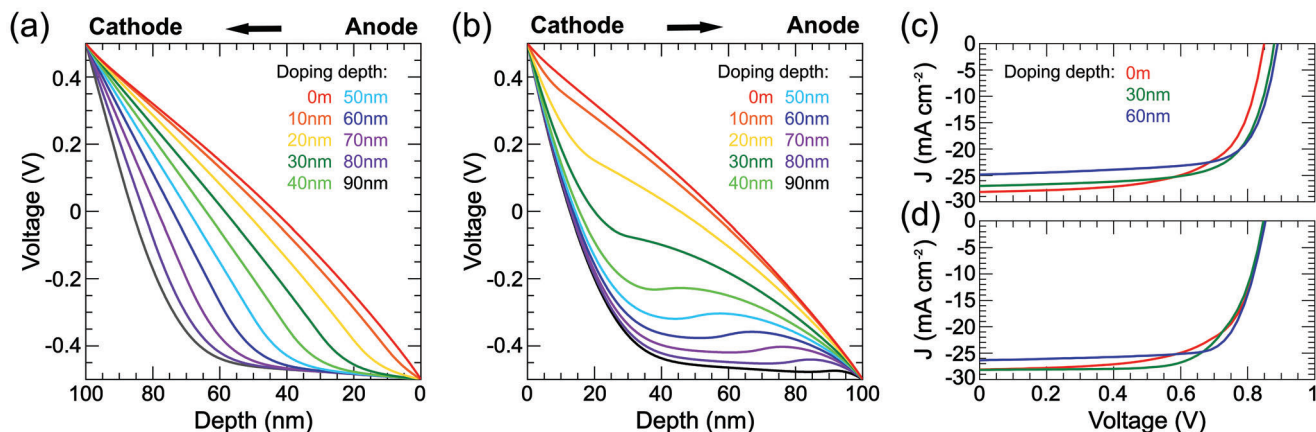 (a)
Cathode
Anode
0.4
0.2
0
-0.2
-0.4
Voltage (V)
Doping depth:
0m 50nm
10nm 60nm
20nm 70nm
30nm 80nm
40nm 90nm
100 80 60 40 20 0
Depth (nm)
(b)
Cathode
Anode
0.4
0.2
0
-0.2
-0.4
Voltage (V)
Doping depth:
0m 50nm
10nm 60nm
20nm 70nm
30nm 80nm
40nm 90nm
0 20 40 60 80 100
Depth (nm)
(c)
0
-5
-10
-15
-20
-25
-30
J (mA cm⁻²)
Doping depth: 0m
30nm
60nm
(d)
0
-5
-10
-15
-20
-25
-30
J (mA cm⁻²)
0 0.2 0.4 0.6 0.8 1
Voltage (V)